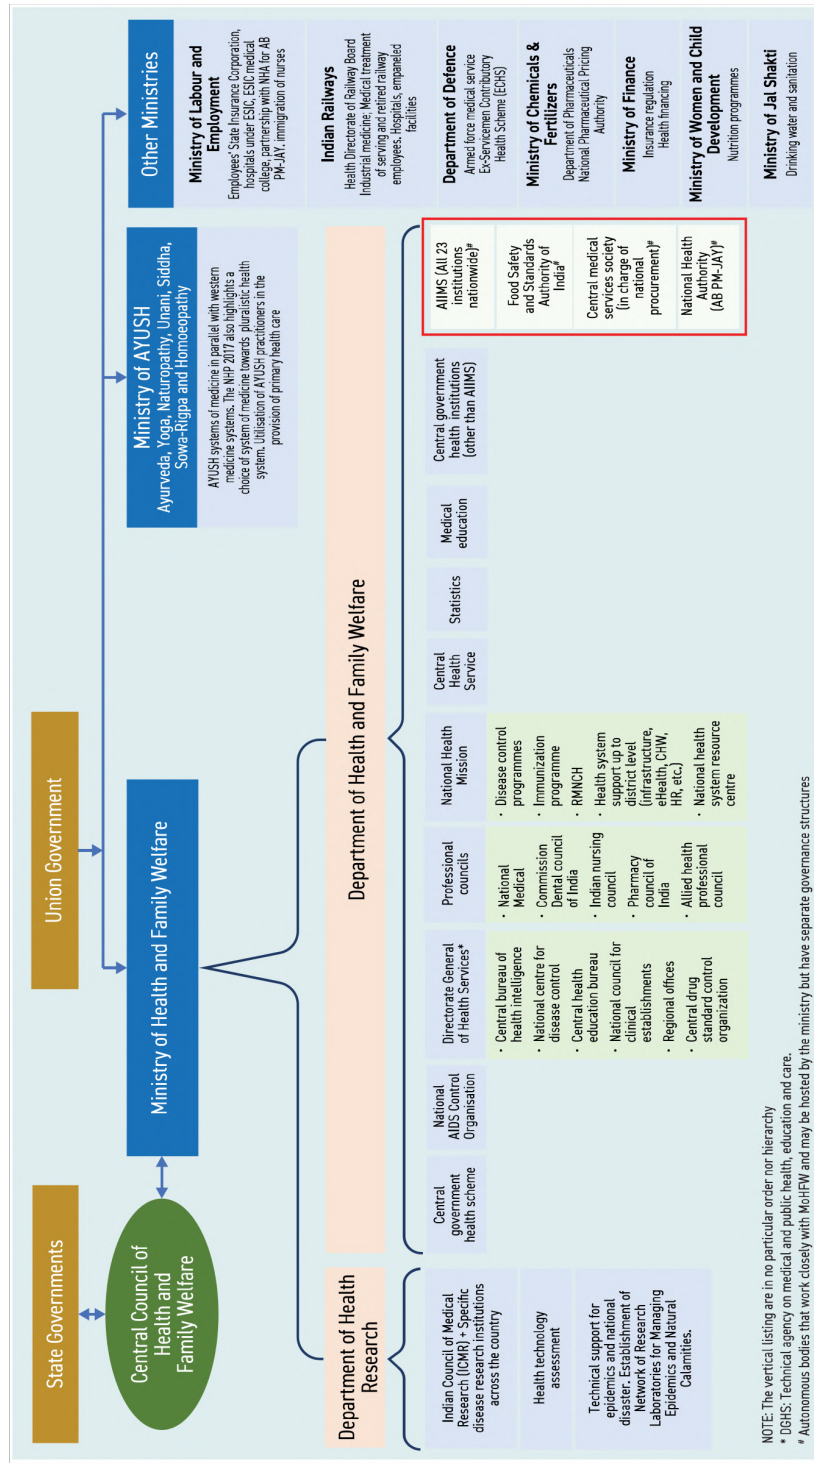 State Governments
Union Government
Central Council of
Health and
Family Welfare
Ministry of Health and Family Welfare
Ministry of AYUSH
Ayurveda, Yoga, Naturopathy, Unani, Siddha,
Sowa-Rigpa and Homoeopathy
AYUSH systems of medicine in parallel with western
medicine systems. The NHP 2017 also highlights a
choice of system of medicine towards pluralistic health
system. Utilisation of AYUSH practitioners in the
provision of primary health care
Other Ministries
Ministry of Labour and
Employment
Employees' State Insurance Corporation,
hospitals under ESIC, ESIC medical
college, partnership with NHA for AB
PM-JAY, immigration of nurses
Indian Railways
Health Directorate of Railway Board
Industrial medicine; Medical treatment
of serving and retired railway
employees. Hospitals, empaneled
facilities
Department of Defence
Armed force medical service
Ex-Servicemen Contributory
Health Scheme (ECHS)
Ministry of Chemicals &
Fertilizers
Department of Pharmaceuticals
National Pharmaceutical Pricing
Authority
Ministry of Finance
Insurance regulation
Health financing
Ministry of Women and Child
Development
Nutrition programmes
Ministry of Jal Shakti
Drinking water and sanitation
Department of Health
Research
Indian Council of Medical
Research (ICMR) + Specific
disease research institutions
across the country
Health technology
assessment
Technical support for
epidemics and national
disaster. Establishment of
Network of Research
Laboratories for Managing
Epidemics and Natural
Calamities.
Department of Health and Family Welfare
Central
government
health scheme
National
AIDS Control
Organisation
Directorate General
of Health Services*
· Central bureau of
health intelligence
· National centre for
disease control
· Central health
education bureau
· National council for
clinical
establishments
· Regional offices
· Central drug
standard control
organization
Professional
councils
· National
Medical
· Commission
Dental council
of India
· Indian nursing
council
· Pharmacy
council of
India
· Allied health
professional
council
National Health
Mission
· Disease control
programmes
· Immunization
programme
· RMNCH
· Health system
support up to
district level
(infrastructure,
eHealth, CHW,
HR, etc.)
· National health
system resource
centre
Central
Health
Service
Statistics
Medical
education
Central government
health institutions
(other than AIIMS)
AIIMS (All 23
institutions
nationwide)#
Food Safety
and Standards
Authority of
India#
Central medical
services society
(in charge of
national
procurement)#
National Health
Authority
(AB PM-JAY)#
NOTE: The vertical listing are in no particular order nor hierarchy
* DGHS: Technical agency on medical and public health, education and care.
# Autonomous bodies that work closely with MoHFW and may be hosted by the ministry but have separate governance structures